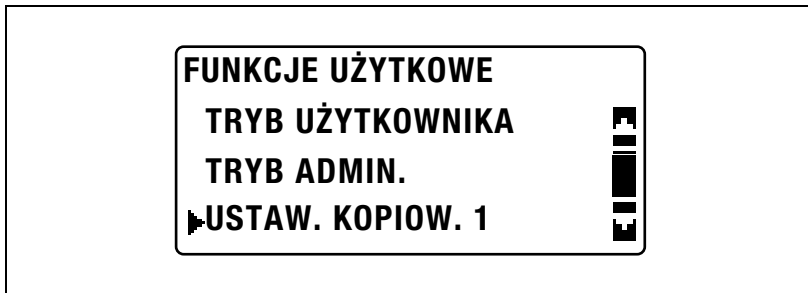 FUNKCJE UŻYTKOWE
TRYB UŻYTKOWNIKA
TRYB ADMIN.
USTAW. KOPIOW. 1